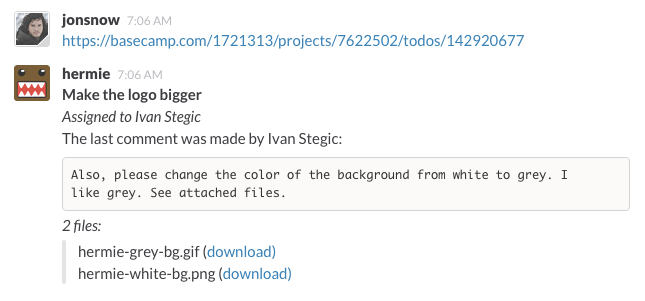 jonsnow 7:06 AM
https://basecamp.com/1721313/projects/7622502/todos/142920677
hermie 7:06 AM
Make the logo bigger
Assigned to Ivan Stegic
The last comment was made by Ivan Stegic:
Also, please change the color of the background from white to grey. I
like grey. See attached files.
2 files:
hermie-grey-bg.gif (download)
hermie-white-bg.png (download)